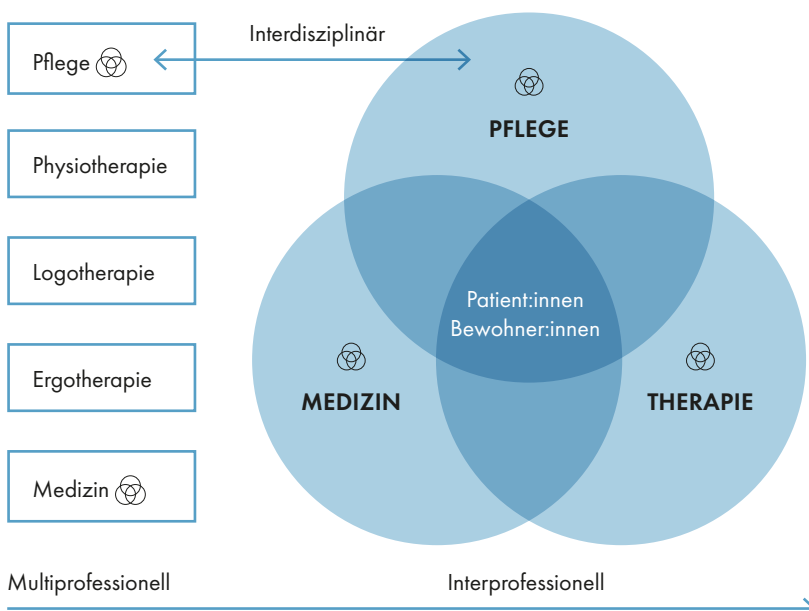 Interdisziplinär
Pflege
PFLEGE
Physiotherapie
Logotherapie
Ergotherapie
Medizin
Patient:innen
Bewohner:innen
MEDIZIN
THERAPIE
Multiprofessionell
Interprofessionell